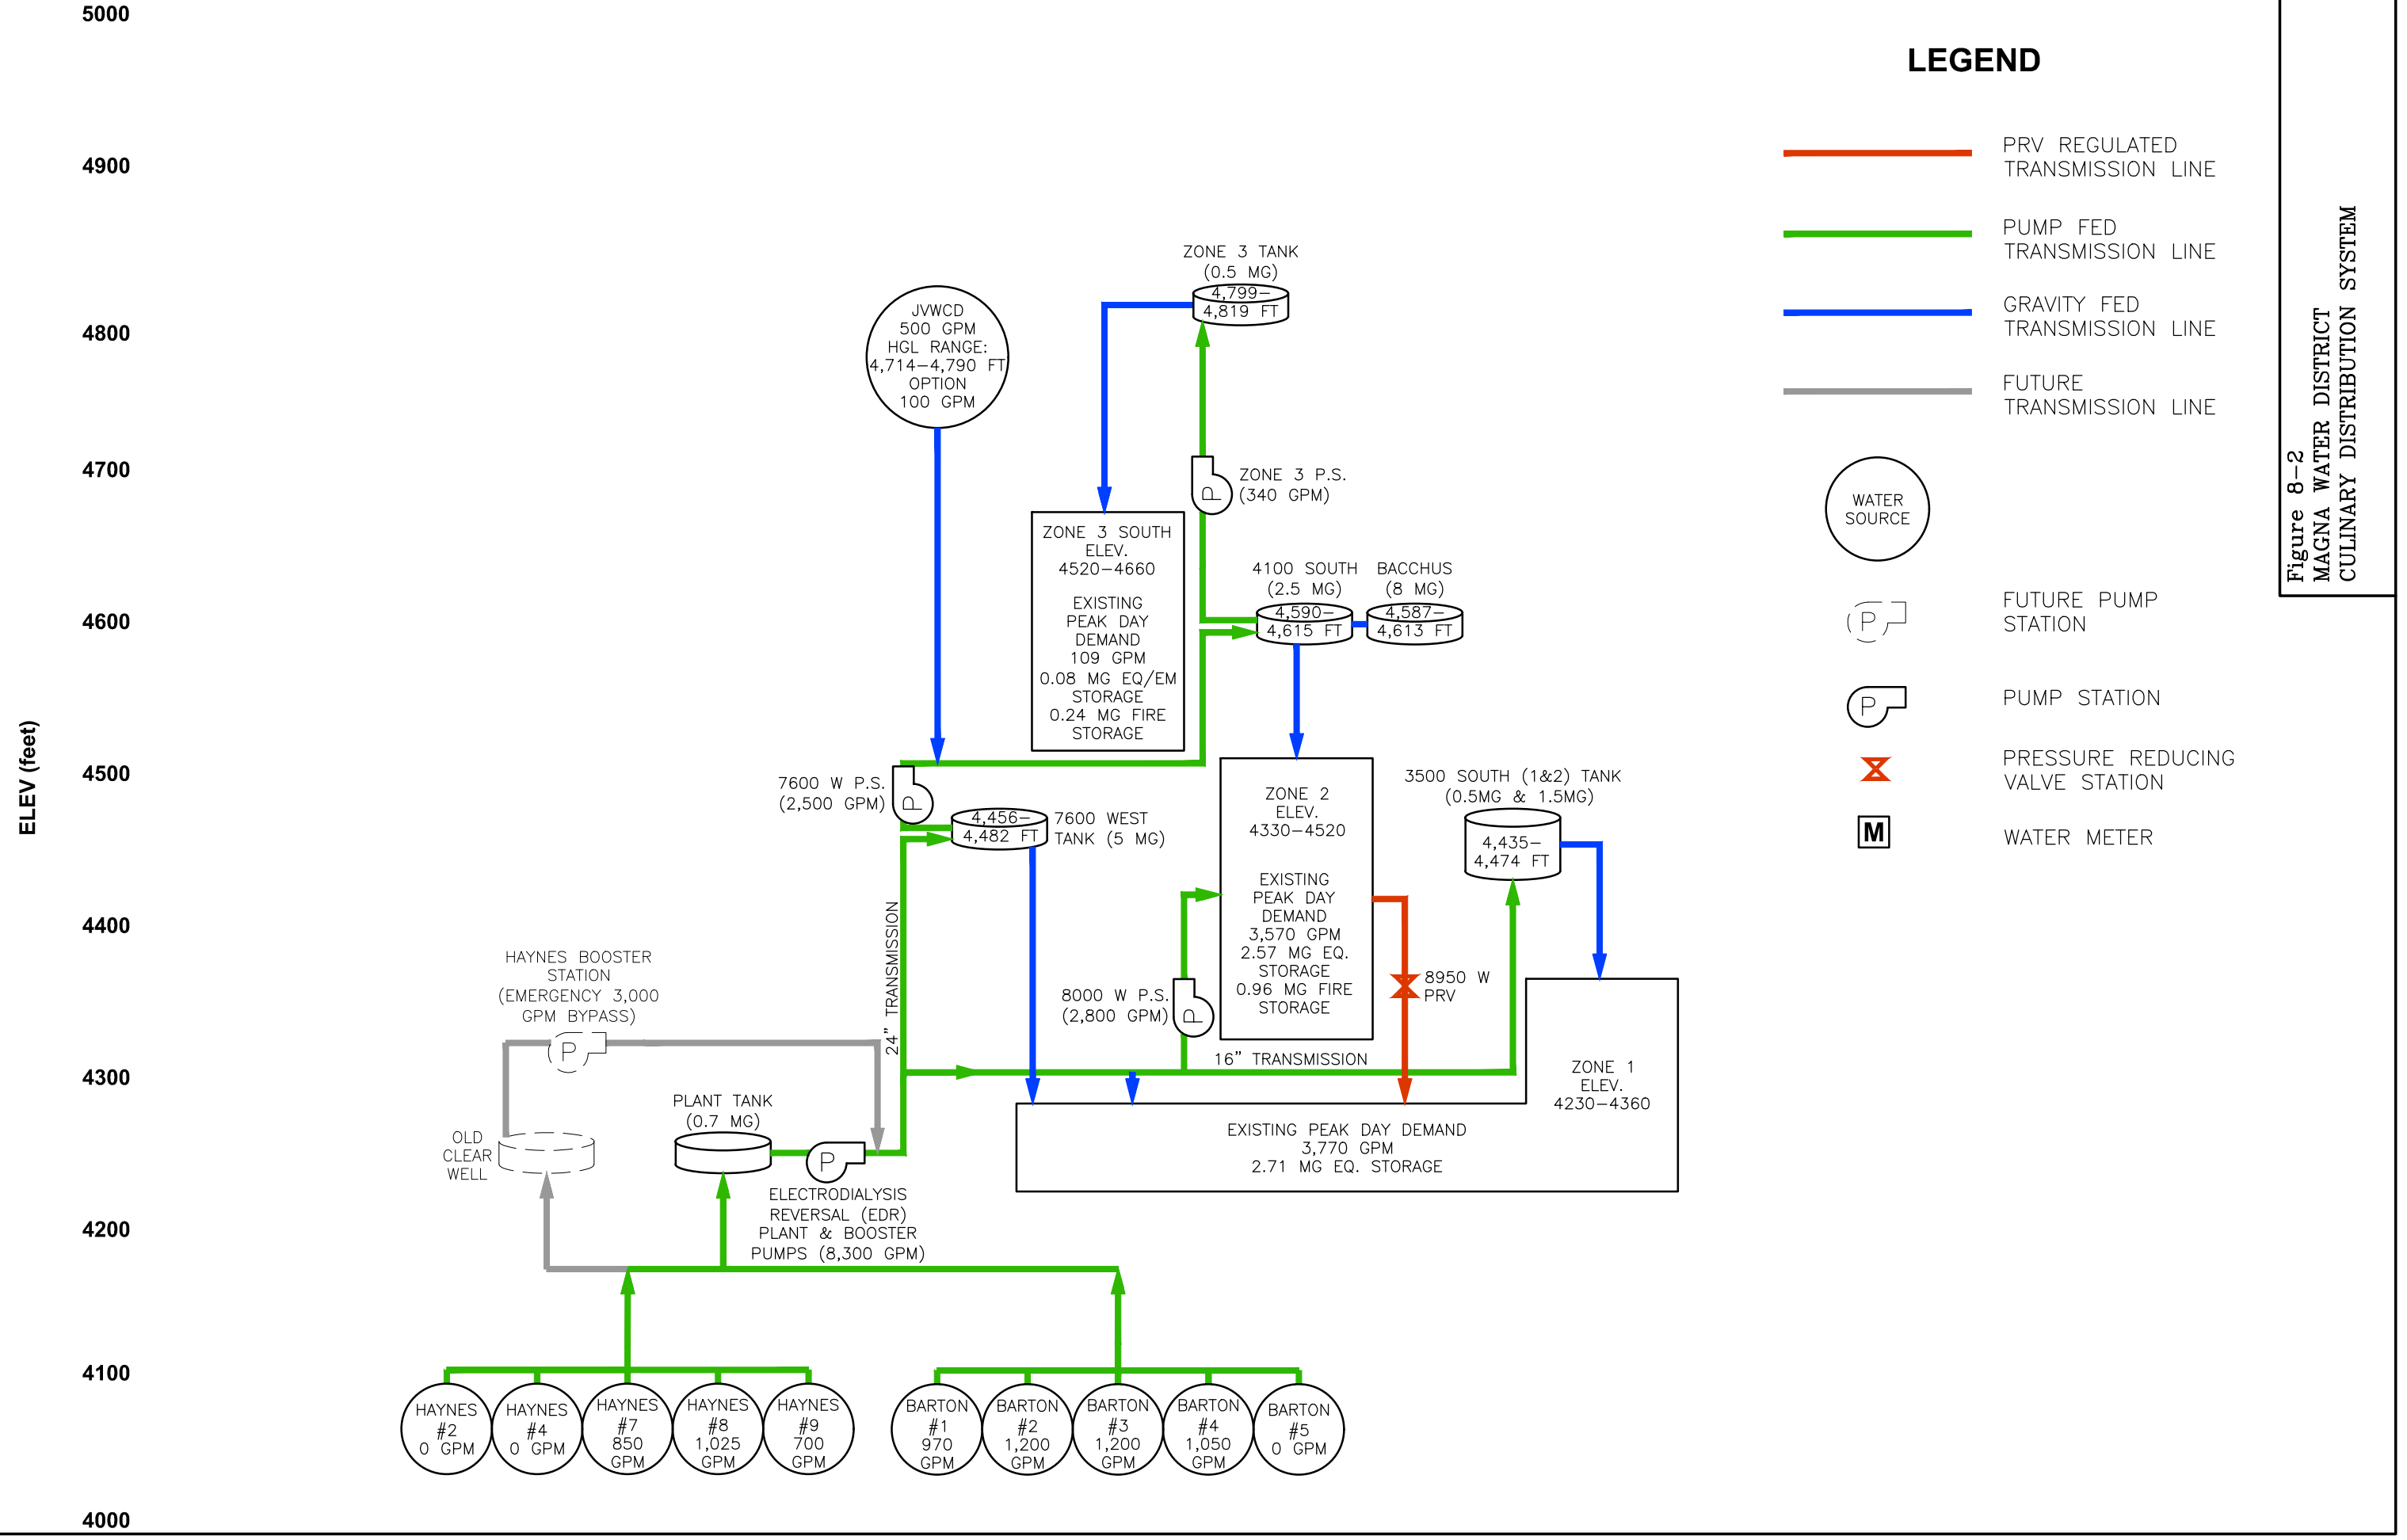 5000
4900
4800
4700
4600
4500
4400
4300
4200
4100
4000
ELEV (feet)
ZONE 3 TANK
(0.5 MG)
4,799-
4,819 FT
JVWCD
500 GPM
HGL RANGE:
4,714-4,790 FT
OPTION
100 GPM
ZONE 3 P.S.
(340 GPM)
P
ZONE 3 SOUTH
ELEV.
4520-4660
EXISTING
PEAK DAY
DEMAND
109 GPM
0.08 MG EQ/EM
STORAGE
0.24 MG FIRE
STORAGE
4100 SOUTH
(2.5 MG)
4,590-
4,615 FT
BACCHUS
(8 MG)
4,587-
4,613 FT
7600 W P.S.
(2,500 GPM)
P
4,456-
4,482 FT
7600 WEST
TANK (5 MG)
ZONE 2
ELEV.
4330-4520
EXISTING
PEAK DAY
DEMAND
3,570 GPM
2.57 MG EQ.
STORAGE
0.96 MG FIRE
STORAGE
3500 SOUTH (1&2) TANK
(0.5MG & 1.5MG)
4,435-
4,474 FT
24" TRANSMISSION
8000 W P.S.
(2,800 GPM)
P
8950 W
PRV
16" TRANSMISSION
HAYNES BOOSTER
STATION
(EMERGENCY 3,000
GPM BYPASS)
P
OLD
CLEAR
WELL
PLANT TANK
(0.7 MG)
P
ELECTRODIALYSIS
REVERSAL (EDR)
PLANT & BOOSTER
PUMPS (8,300 GPM)
ZONE 1
ELEV.
4230-4360
EXISTING PEAK DAY DEMAND
3,770 GPM
2.71 MG EQ. STORAGE
HAYNES
#2
0 GPM
HAYNES
#4
0 GPM
HAYNES
#7
850
GPM
HAYNES
#8
1,025
GPM
HAYNES
#9
700
GPM
BARTON
#1
970
GPM
BARTON
#2
1,200
GPM
BARTON
#3
1,200
GPM
BARTON
#4
1,050
GPM
BARTON
#5
0 GPM
LEGEND
PRV REGULATED
TRANSMISSION LINE
PUMP FED
TRANSMISSION LINE
GRAVITY FED
TRANSMISSION LINE
FUTURE
TRANSMISSION LINE
WATER
SOURCE
P
FUTURE PUMP
STATION
P
PUMP STATION
PRESSURE REDUCING
VALVE STATION
M
WATER METER
Figure 8-2
MAGNA WATER DISTRICT
CULINARY DISTRIBUTION SYSTEM